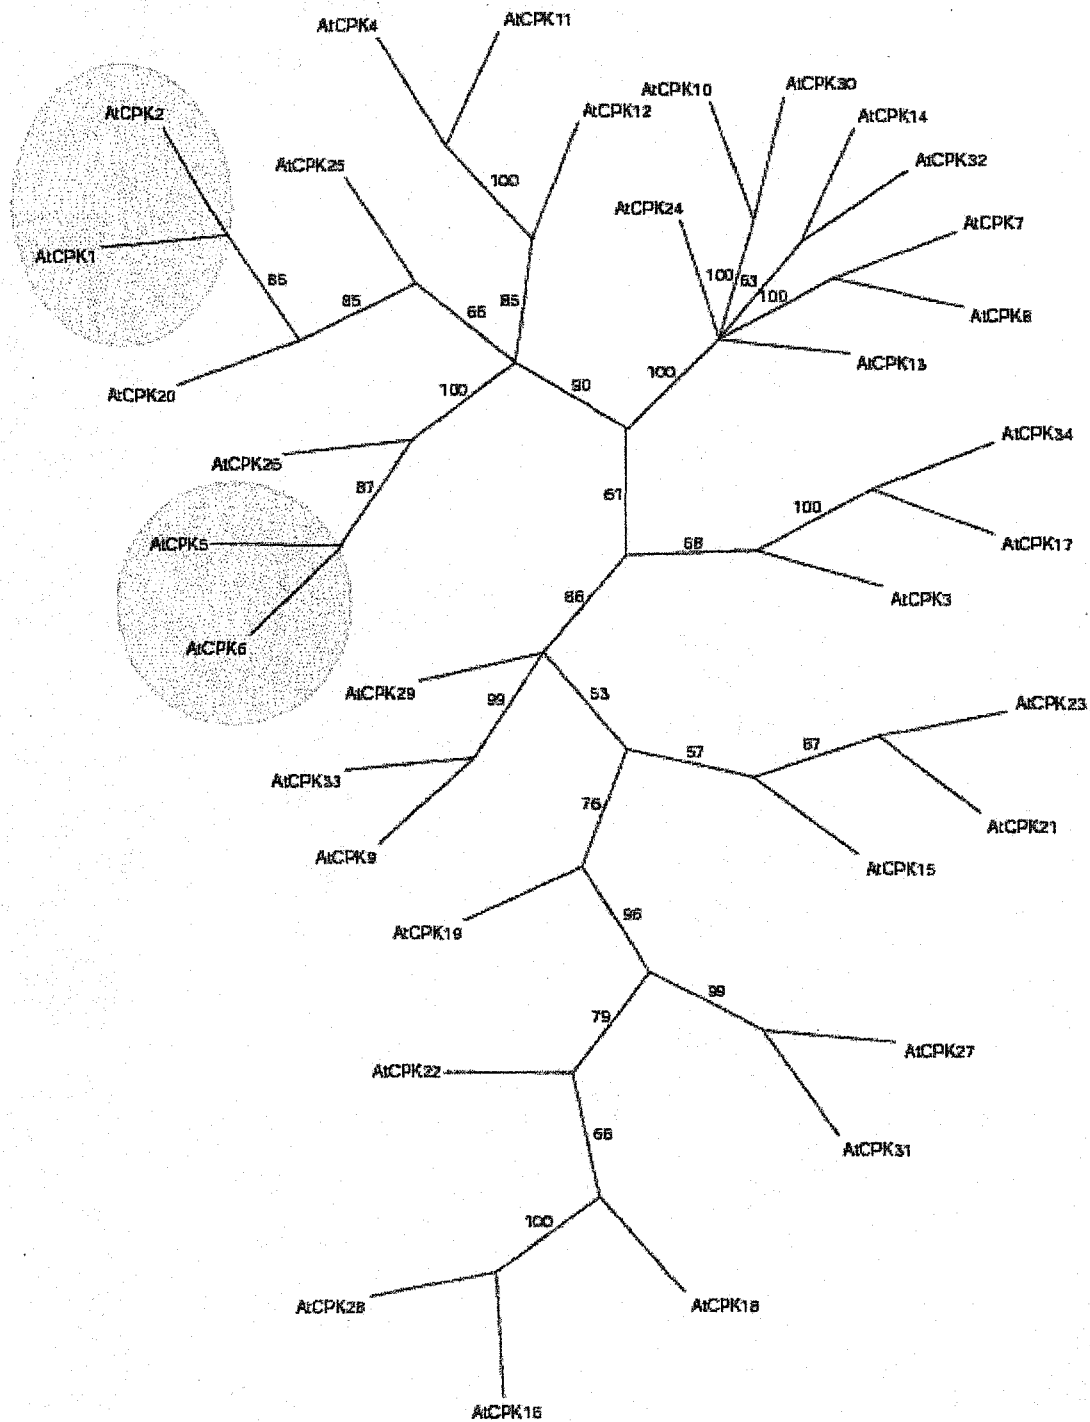 AtCPK4
AtCPK11
AtCPK10
AtCPK30
AtCPK2
AtCPK12
AtCPK14
AtCPK25
AtCPK32
100
AtCPK24
AtCPK7
AtCPK1
100
63
100
AtCPK8
85
85
66
85
AtCPK13
100
90
AtCPK20
100
AtCPK34
AtCPK26
87
61
100
AtCPK17
AtCPK5
68
AtCPK3
66
AtCPK6
AtCPK29
99
53
AtCPK23
57
67
AtCPK33
76
AtCPK21
AtCPK9
AtCPK15
AtCPK19
96
99
79
AtCPK27
AtCPK22
66
AtCPK31
100
AtCPK28
AtCPK18
AtCPK16